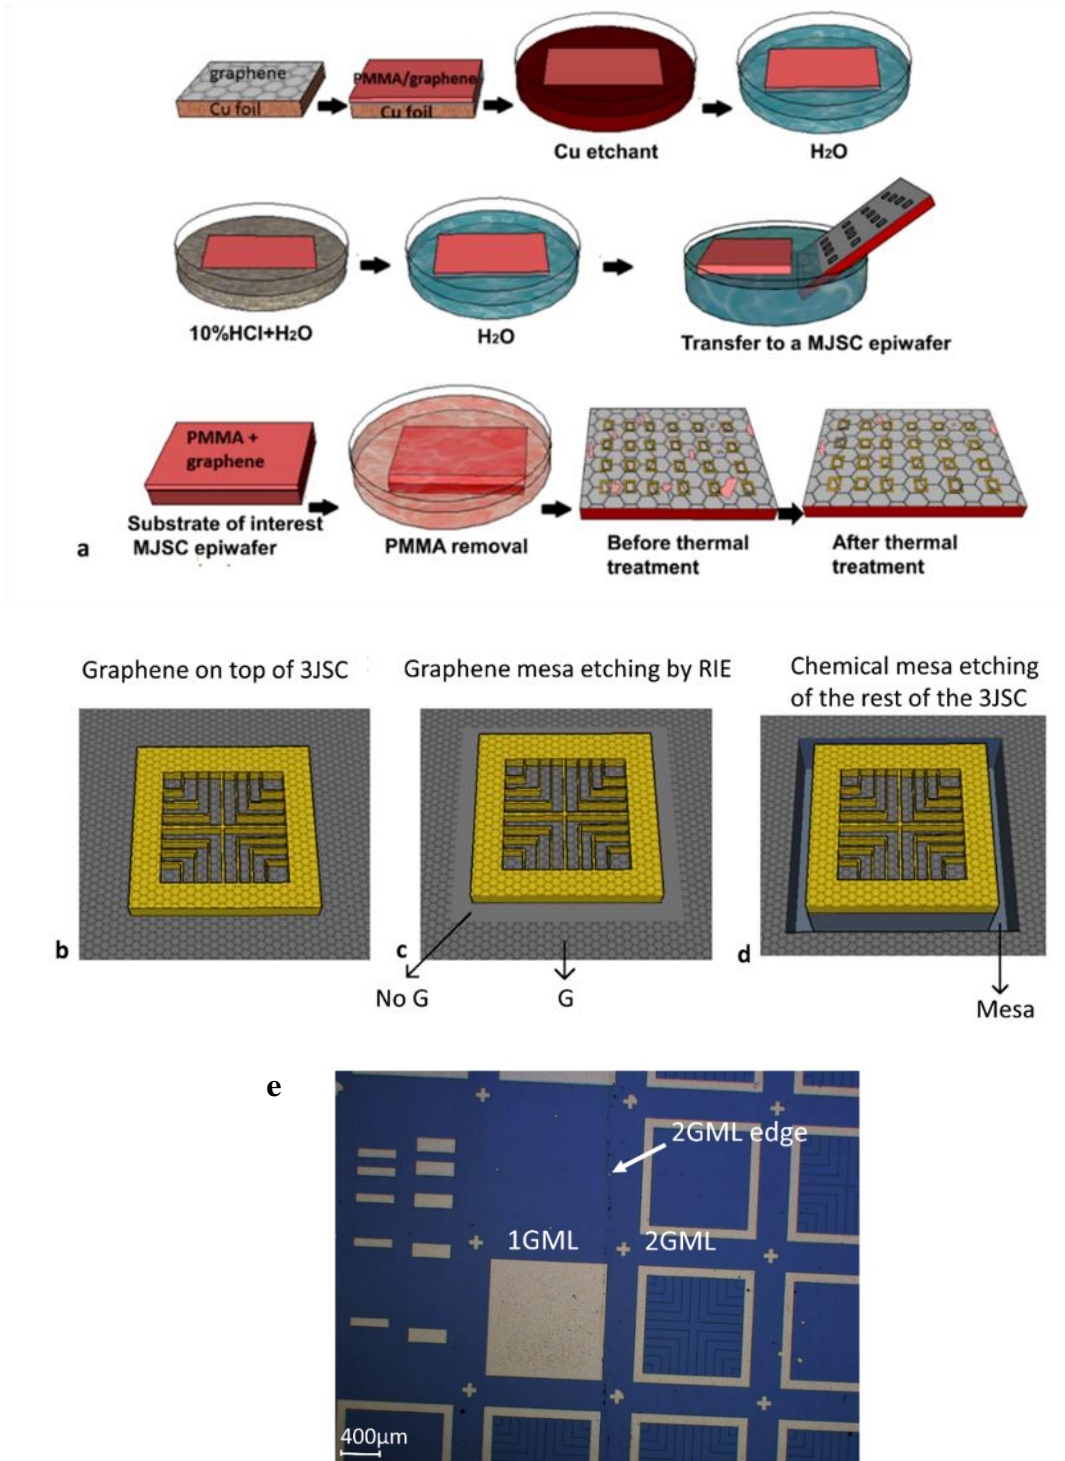 graphene
Cu foil
PMMA/graphene
Cu foil
Cu etchant
H2O
10%HCl+H2O
H2O
Transfer to a MJSC epiwafer
PMMA +
graphene
Substrate of interest
MJSC epiwafer
PMMA removal
Before thermal
treatment
After thermal
treatment
a
Graphene on top of 3JSC
Graphene mesa etching by RIE
Chemical mesa etching
of the rest of the 3JSC
b
c
d
No G
G
Mesa
e
2GML edge
1GML
2GML
400μm